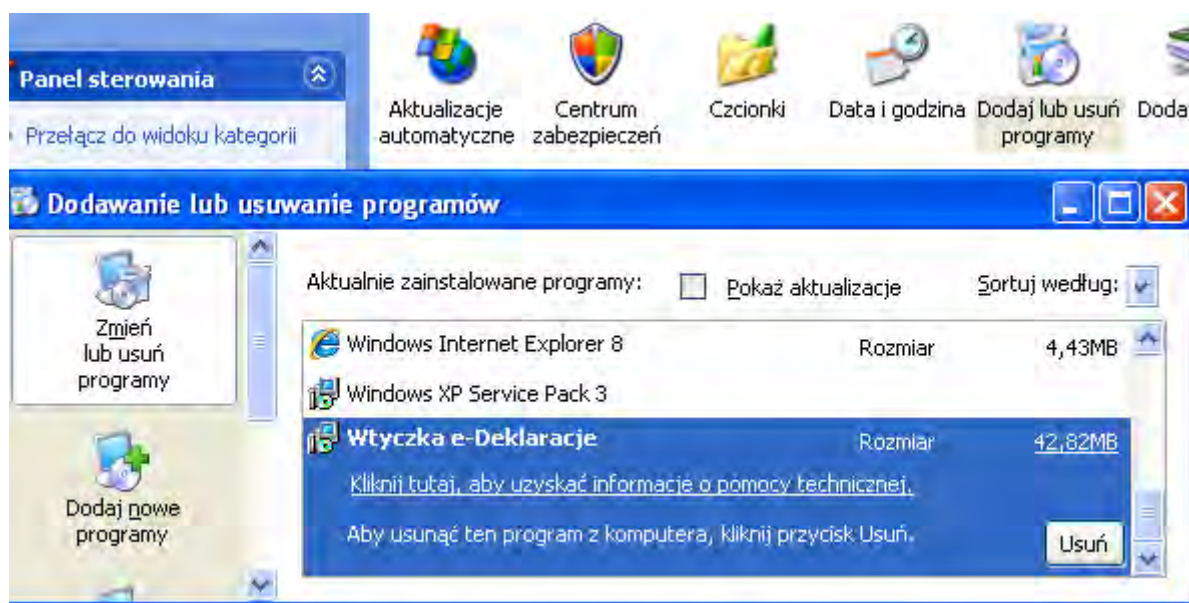 Panel sterowania
Przełącz do widoku kategorii
Aktualizacje
automatyczne
Centrum
zabezpieczeń
Czcionki
Data i godzina
Dodaj lub usuń
programy
Doda
Dodawanie lub usuwanie programów
Zmień
lub usuń
programy
Dodaj nowe
programy
Aktualnie zainstalowane programy:
Pokaż aktualizacje
Sortuj według:
Windows Internet Explorer 8 Rozmiar 4,43MB
Windows XP Service Pack 3
Wtyczka e-Deklaracje Rozmiar 42,82MB
Kliknij tutaj, aby uzyskać informacje o pomocy technicznej.
Aby usunąć ten program z komputera, kliknij przycisk Usuń.
Usuń